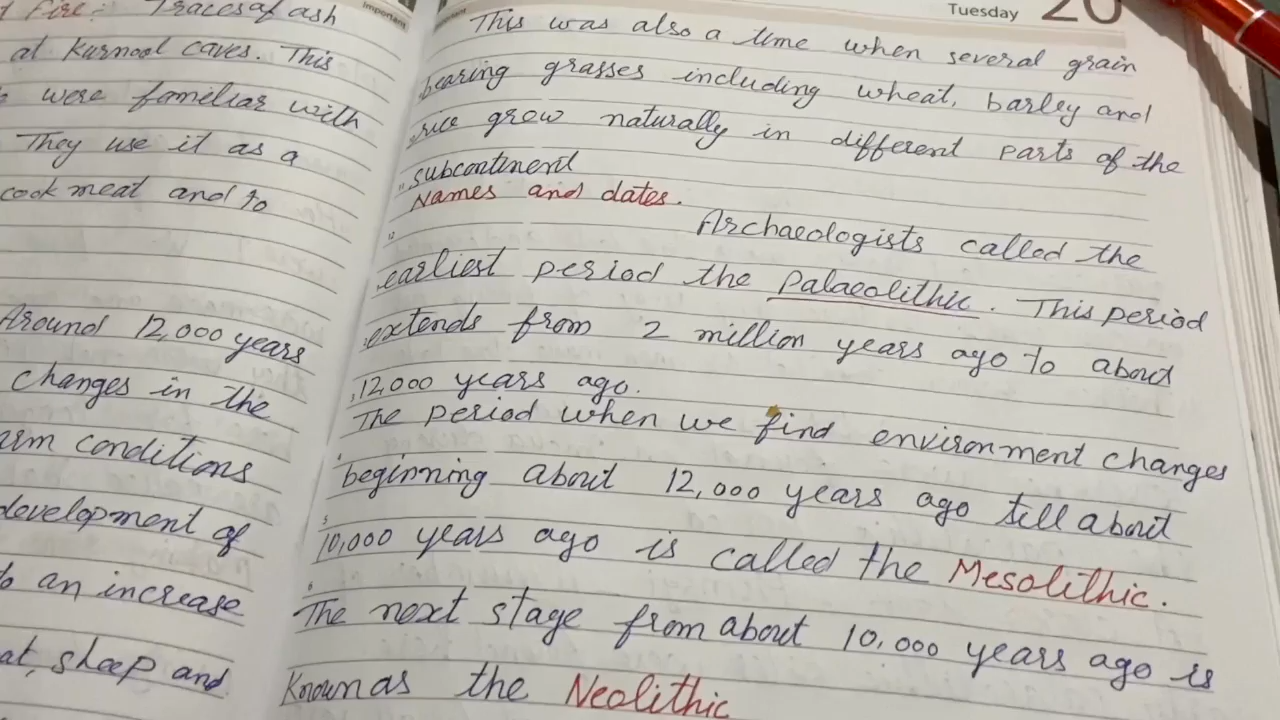 Fire:- Traces of ash
at Kurnool caves. This
were familiar with
They use it as a
cook meat and to
Around 12,000 years
changes in the
arm conditions
development of
to an increase
at, sheep and
Important
Tuesday 20
This was also a time when several grain
bearing grasses including wheat, barley and
rice grow naturally in different parts of the
subcontinent
Names and dates.
Archaeologists called the
earliest period the Palaeolithic. This period
extends from 2 million years ago to about
12,000 years ago.
The period when we find environment changes
beginning about 12,000 years ago till about
10,000 years ago is called the Mesolithic.
The next stage from about 10,000 years ago is
Known as the Neolithic